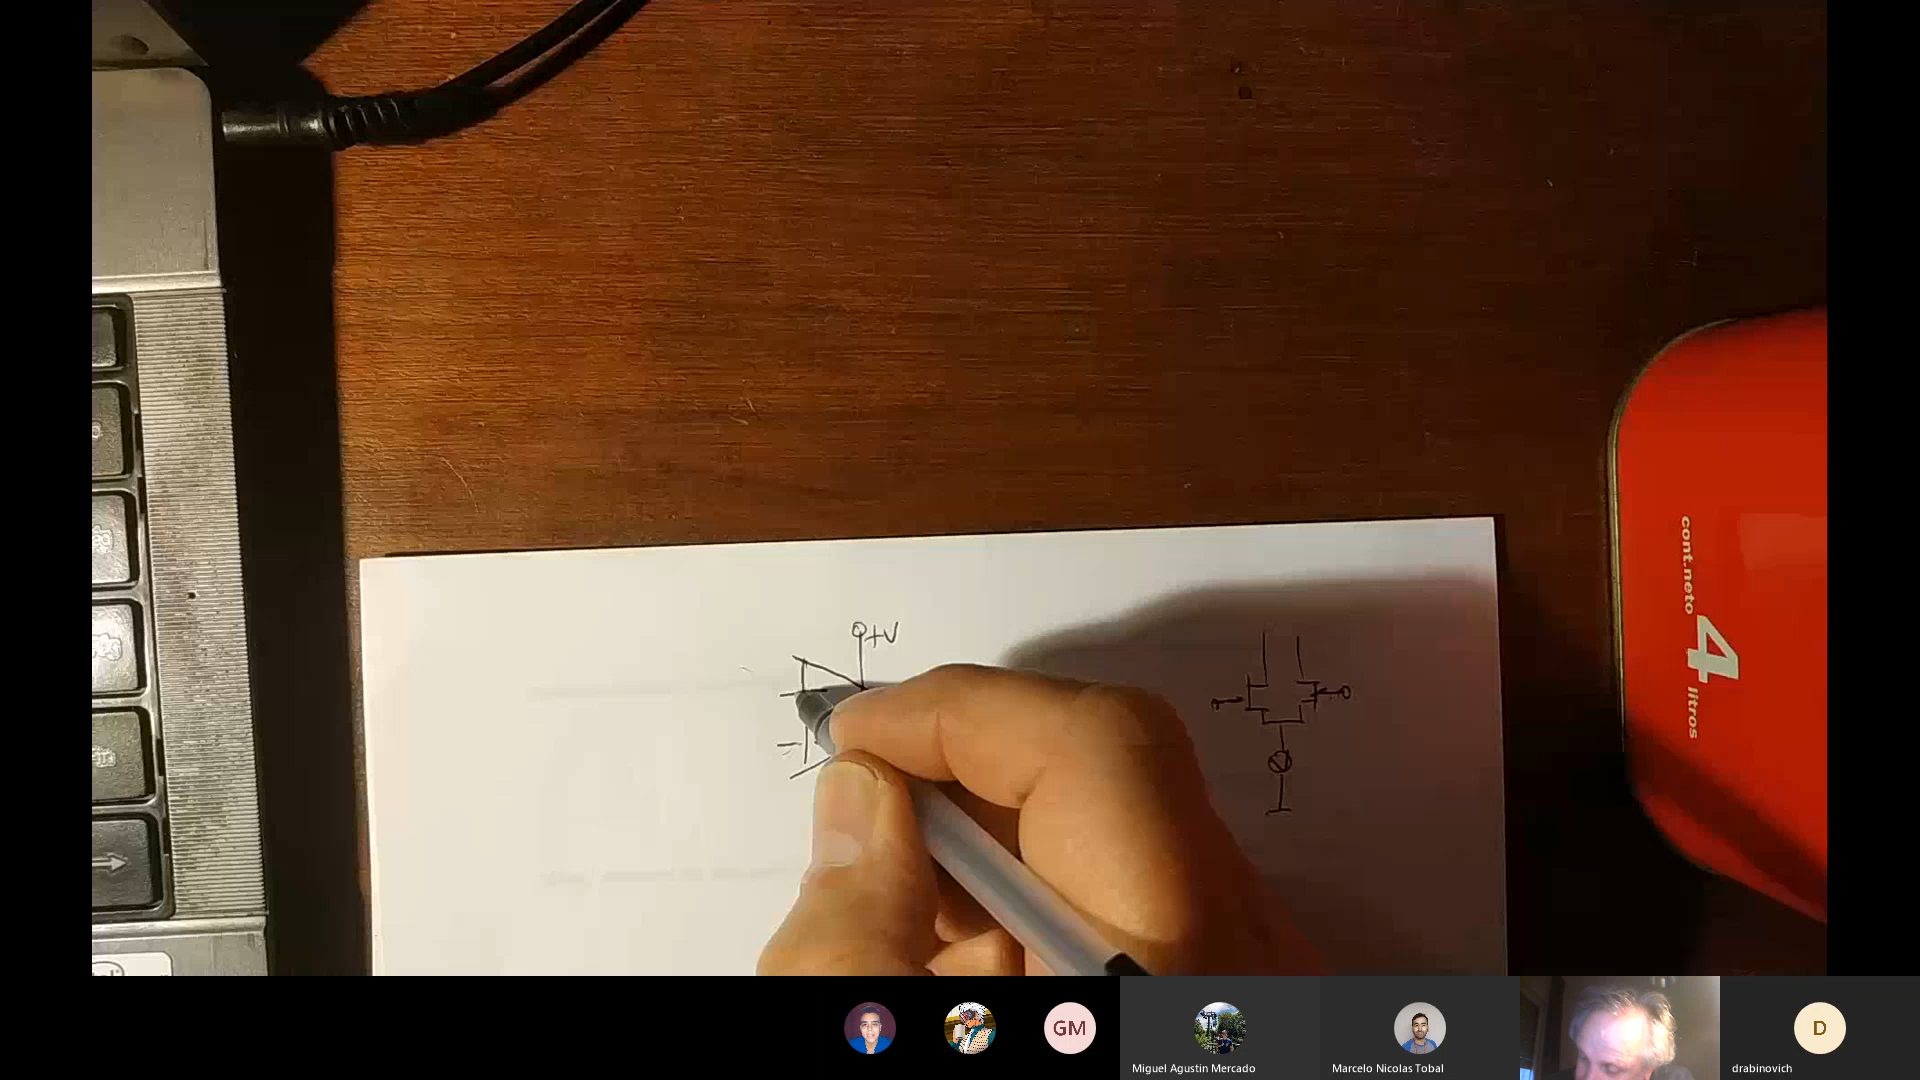 +V
cont.neto
4
litros
GM
D
Miguel Agustin Mercado
Marcelo Nicolas Tobal
drabinovich